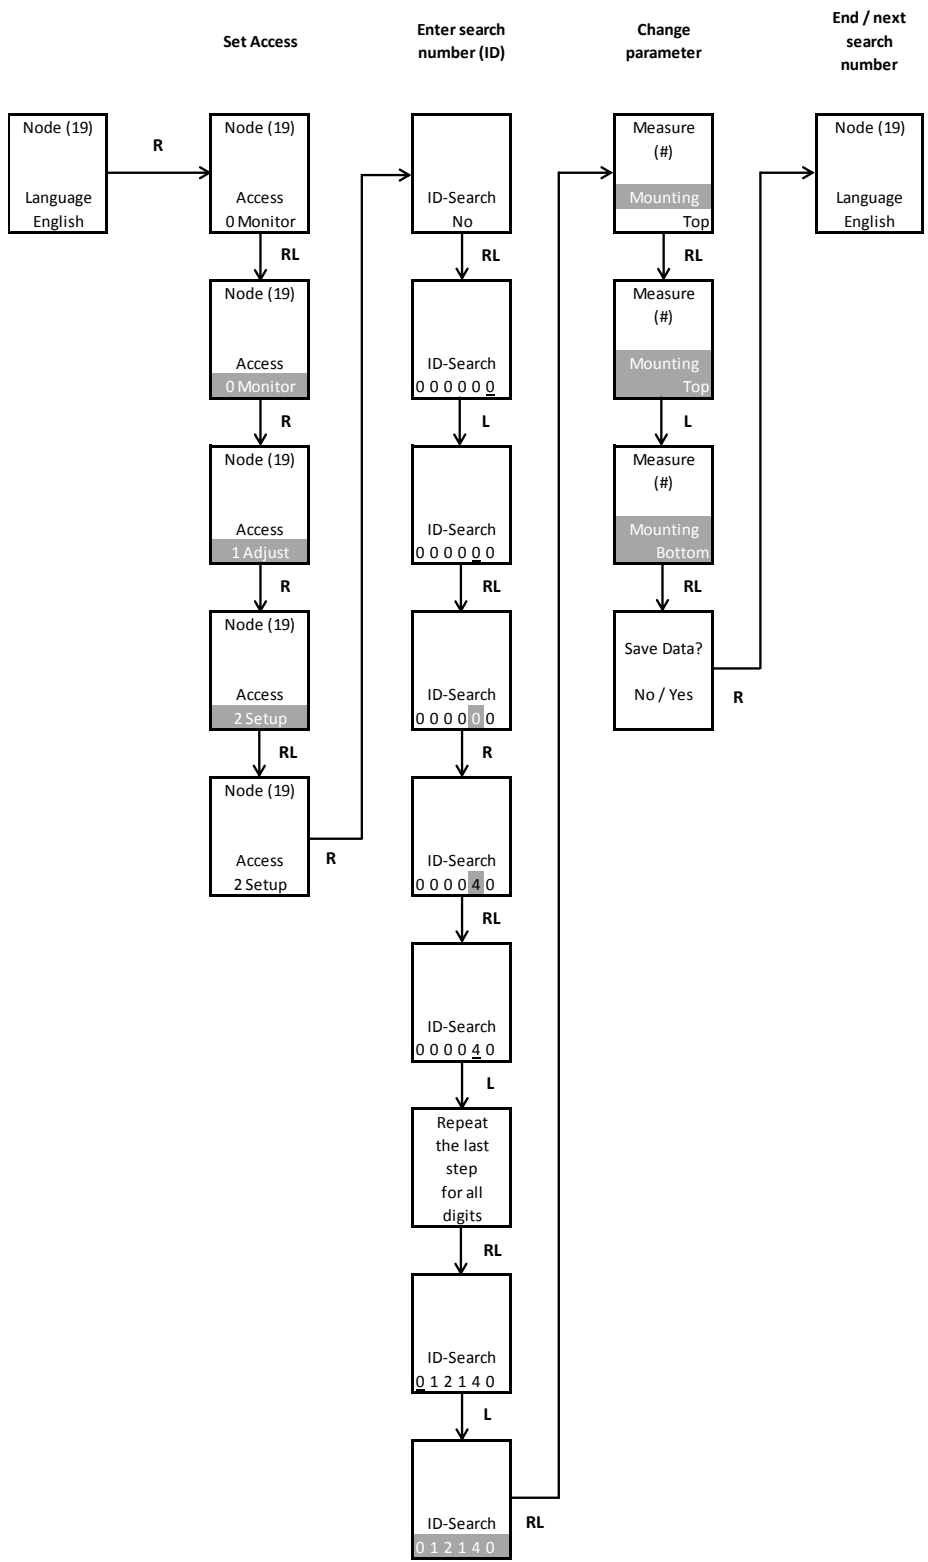 Set Access
Enter search
number (ID)
Change
parameter
End / next
search
number
Node (19)
Language
English
R
Node (19)
Access
0 Monitor
RL
Node (19)
Access
0 Monitor
R
Node (19)
Access
1 Adjust
R
Node (19)
Access
2 Setup
RL
Node (19)
Access
2 Setup
R
ID-Search
No
RL
ID-Search
0 0 0 0 0 0
L
ID-Search
0 0 0 0 0 0
RL
ID-Search
0 0 0 0 0 0
R
ID-Search
0 0 0 0 4 0
RL
ID-Search
0 0 0 0 4 0
L
Repeat
the last
step
for all
digits
RL
ID-Search
0 1 2 1 4 0
L
ID-Search
0 1 2 1 4 0
RL
Measure
(#)
Mounting
Top
RL
Measure
(#)
Mounting
Top
L
Measure
(#)
Mounting
Bottom
RL
Save Data?
No / Yes
R
Node (19)
Language
English